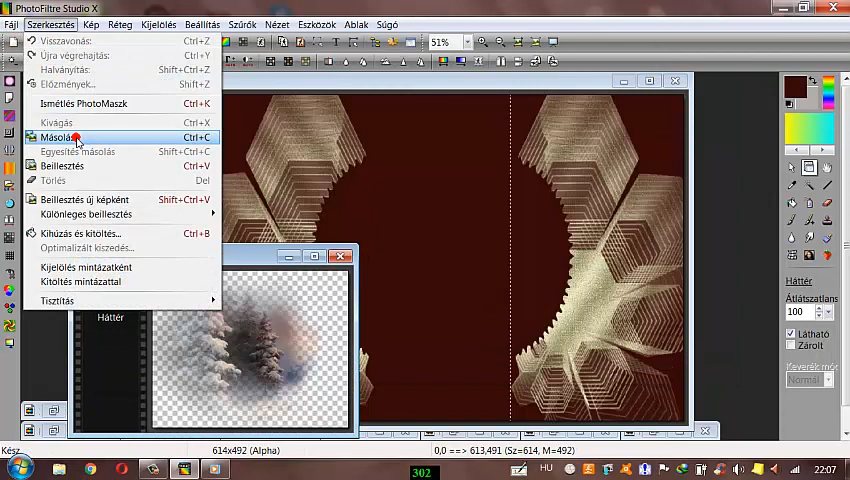 PhotoFiltre Studio X
Fájl Szerkesztés Kép Réteg Kijelölés Beállítás Szűrők Nézet Eszközök Ablak Súgó
Visszavonás: Ctrl+Z
Újra végrehajtás: Ctrl+Y
Halványítás: Shift+Ctrl+Z
Előzmények... Shift+Z
Ismétlés PhotoMaszk Ctrl+K
Kivágás Ctrl+X
Másolás Ctrl+C
Egyesítés másolás Shift+Ctrl+C
Beillesztés Ctrl+V
Törlés Del
Beillesztés új képként Shift+Ctrl+V
Különleges beillesztés
Kihúzás és kitöltés... Ctrl+B
Optimalizált kiszedés...
Kijelölés mintázatként
Kitöltés mintázattal
Tisztítás
51%
Háttér
Háttér
Átlátszatlans
100
Látható
Zárolt
Keverék mót
Normál
Kész 614x492 (Alpha) 0,0 ==> 613,491 (Sz=614, M=492)
302
HU
22:07